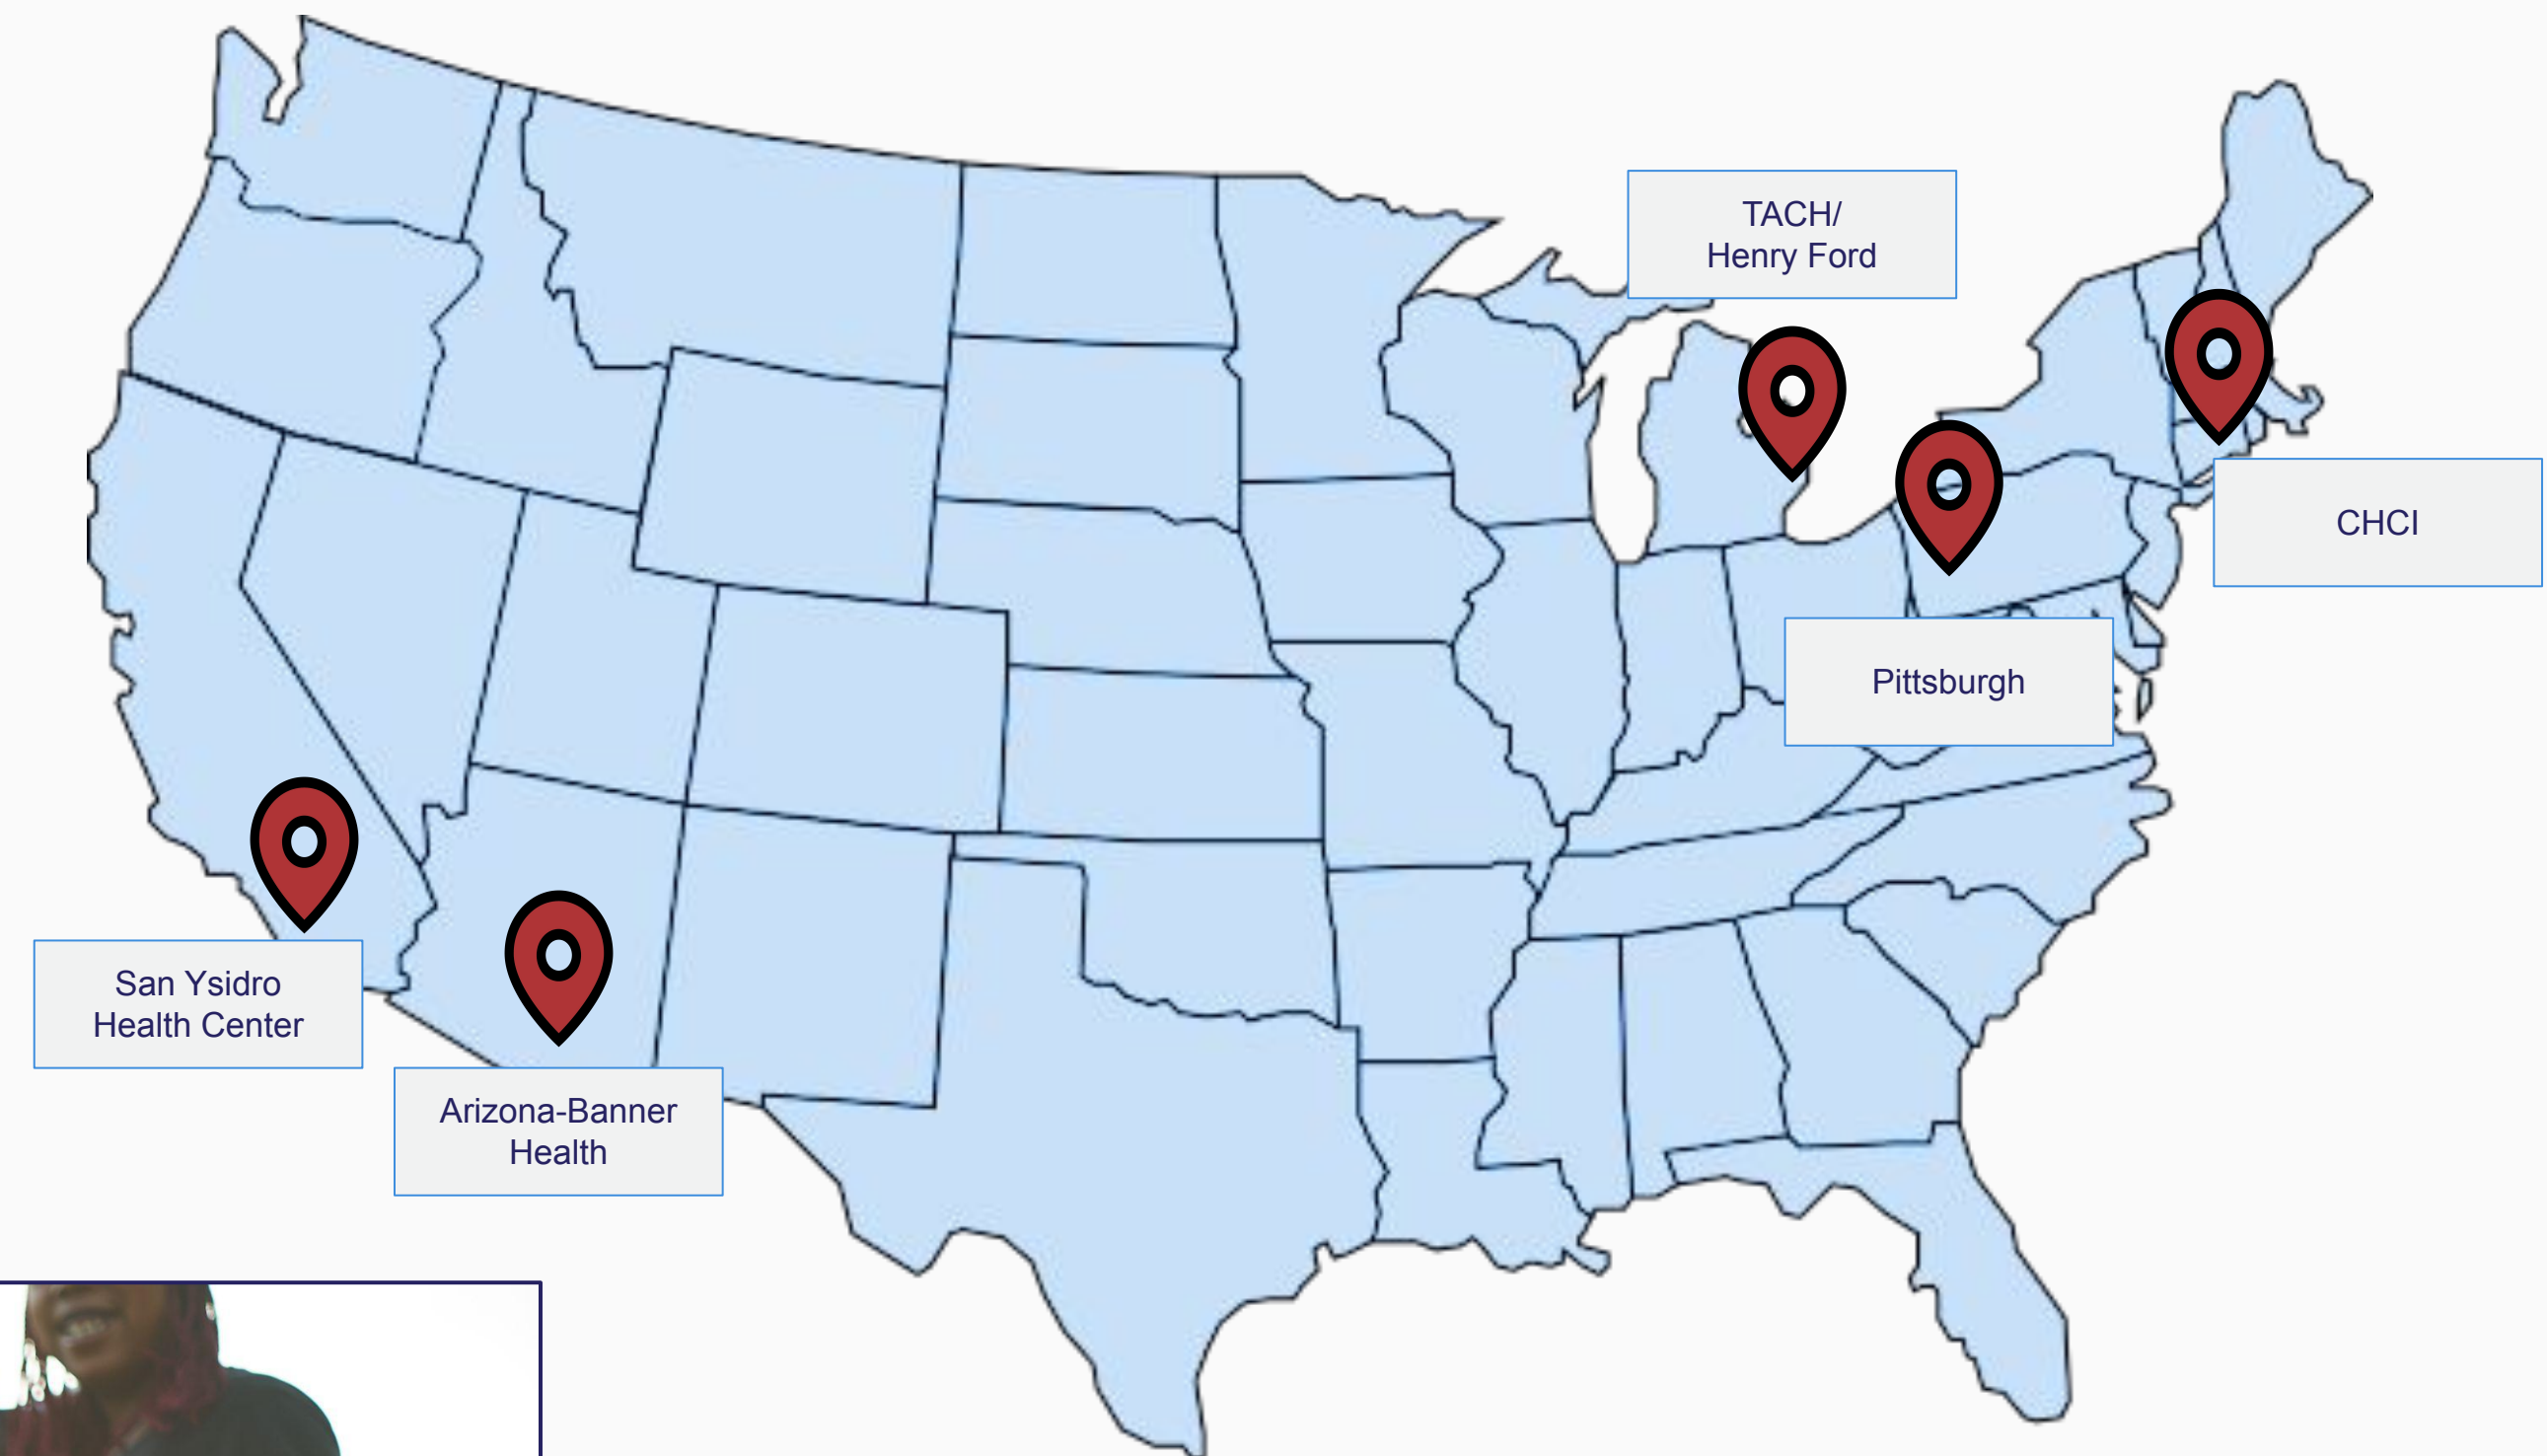 TACH/
Henry Ford
CHCI
Pittsburgh
San Ysidro
Health Center
Arizona-Banner
Health